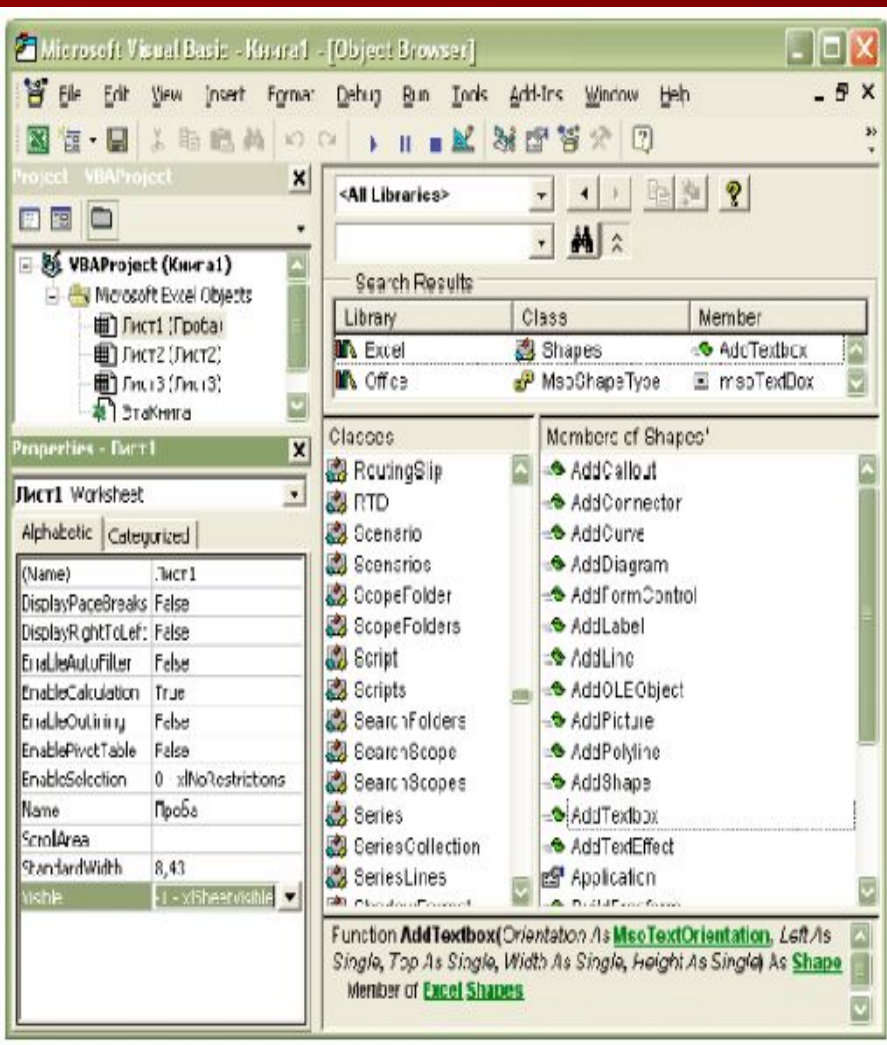 Microsoft Visual Basic - Книга1 - [Object Browser]
File Edit View Insert Format Debug Run Tools Add-Ins Window Help
Project - VBAProject
<All Libraries>
VBAProject (Книга1)
Microsoft Excel Objects
Лист1 (Проба)
Лист2 (Лист2)
Лист3 (Лист3)
ЭтаКнига
Search Results
Library Class Member
Excel Shapes AddTextbox
Office MsoShapeType msoTextBox
Properties - Лист1
Лист1 Worksheet
Alphabetic Categorized
(Name) Лист1
DisplayPageBreaks False
DisplayRightToLeft False
EnableAutoFilter False
EnableCalculation True
EnableOutlining False
EnablePivotTable False
EnableSelection 0 - xlNoRestrictions
Name Проба
ScrollArea
StandardWidth 8,43
Visible -1 - xlSheetVisible
Classes
RoutingSlip
RTD
Scenario
Scenarios
ScopeFolder
ScopeFolders
Script
Scripts
SearchFolders
SearchScope
SearchScopes
Series
SeriesCollection
SeriesLines
Members of 'Shapes'
AddCallout
AddConnector
AddCurve
AddDiagram
AddFormControl
AddLabel
AddLine
AddOLEObject
AddPicture
AddPolyline
AddShape
AddTextbox
AddTextEffect
Application
Function AddTextbox(Orientation As MsoTextOrientation, Left As
Single, Top As Single, Width As Single, Height As Single) As Shape
Member of Excel.Shapes